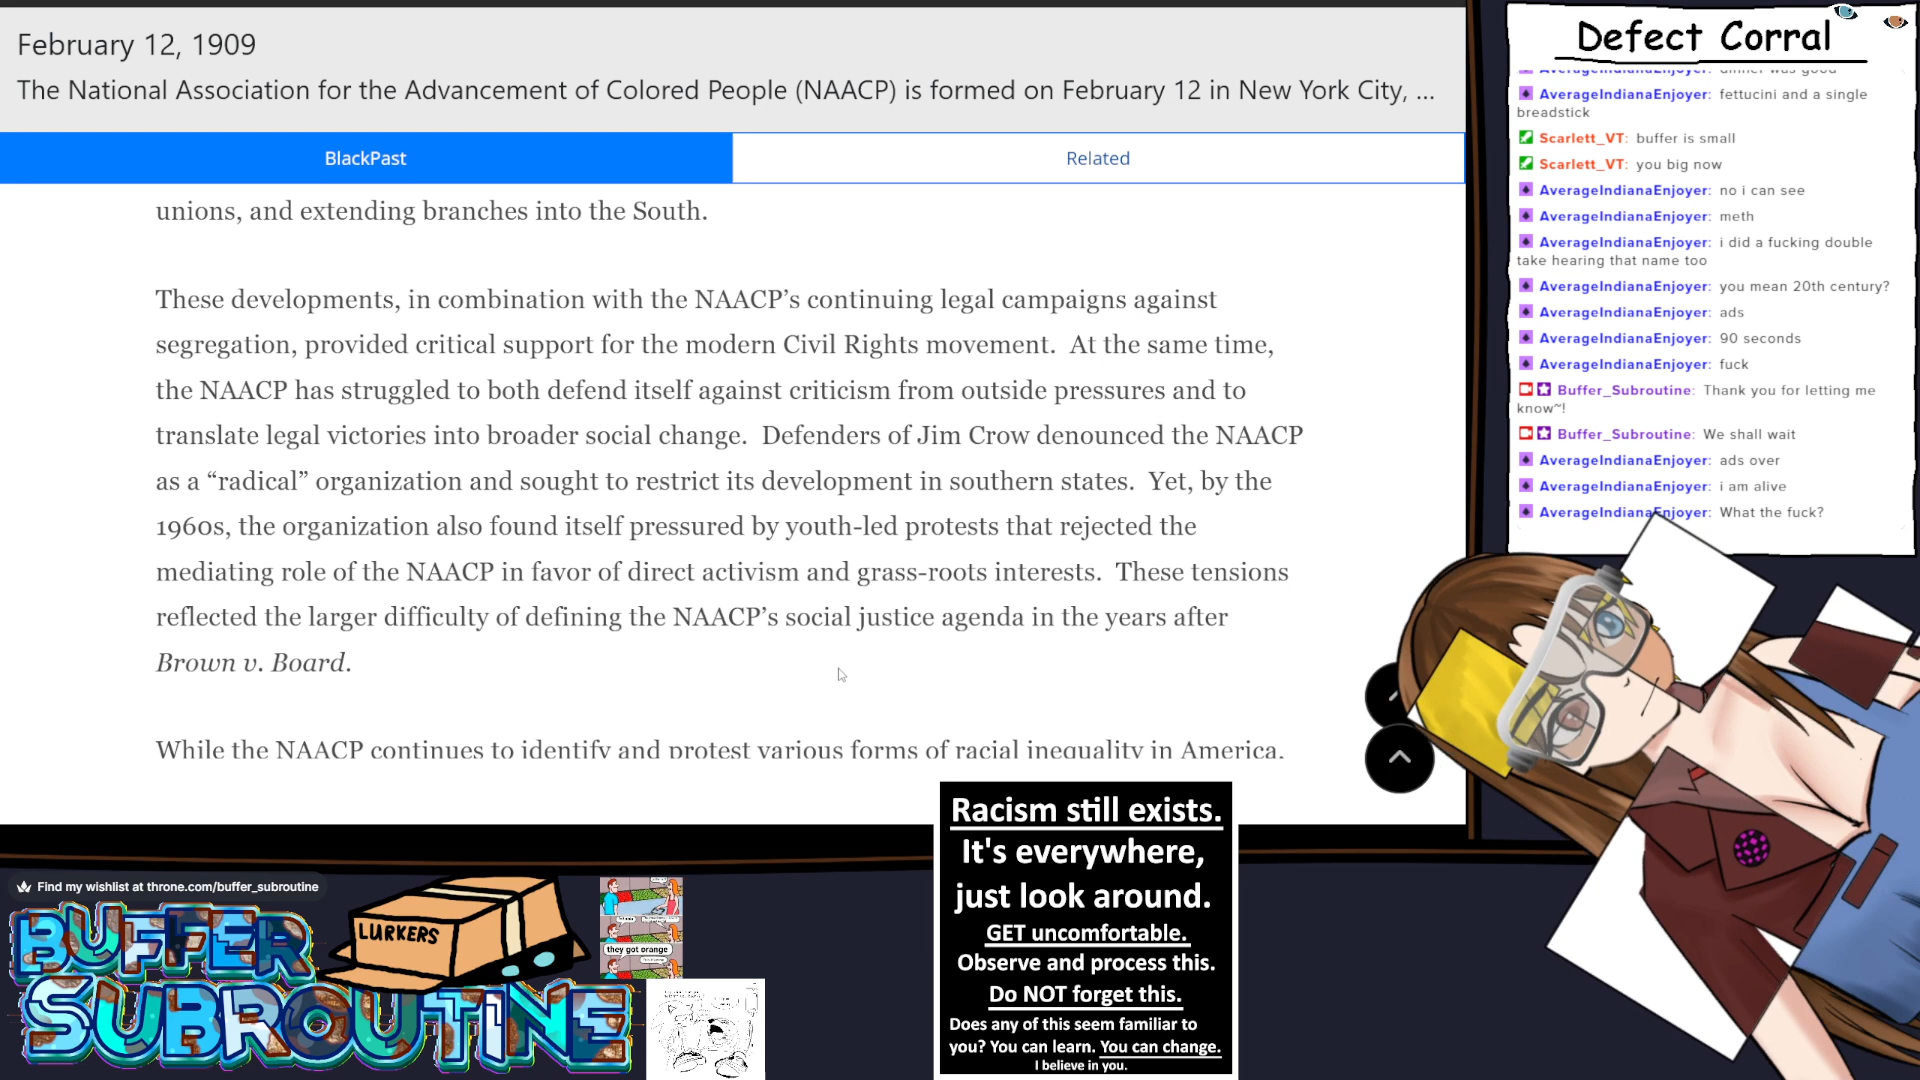 February 12, 1909
The National Association for the Advancement of Colored People (NAACP) is formed on February 12 in New York City, ...
BlackPast
Related
unions, and extending branches into the South.
These developments, in combination with the NAACP’s continuing legal campaigns against
segregation, provided critical support for the modern Civil Rights movement.  At the same time,
the NAACP has struggled to both defend itself against criticism from outside pressures and to
translate legal victories into broader social change.  Defenders of Jim Crow denounced the NAACP
as a “radical” organization and sought to restrict its development in southern states.  Yet, by the
1960s, the organization also found itself pressured by youth-led protests that rejected the
mediating role of the NAACP in favor of direct activism and grass-roots interests.  These tensions
reflected the larger difficulty of defining the NAACP’s social justice agenda in the years after
Brown v. Board.
While the NAACP continues to identify and protest various forms of racial inequality in America,
Defect Corral
AverageIndianaEnjoyer: dinner was good
AverageIndianaEnjoyer: fettucini and a single
breadstick
Scarlett_VT: buffer is small
Scarlett_VT: you big now
AverageIndianaEnjoyer: no i can see
AverageIndianaEnjoyer: meth
AverageIndianaEnjoyer: i did a fucking double
take hearing that name too
AverageIndianaEnjoyer: you mean 20th century?
AverageIndianaEnjoyer: ads
AverageIndianaEnjoyer: 90 seconds
AverageIndianaEnjoyer: fuck
Buffer_Subroutine: Thank you for letting me
know~!
Buffer_Subroutine: We shall wait
AverageIndianaEnjoyer: ads over
AverageIndianaEnjoyer: i am alive
AverageIndianaEnjoyer: What the fuck?
Find my wishlist at throne.com/buffer_subroutine
BUFFER
SUBROUTINE
LURKERS
they got orange
Racism still exists.
It's everywhere,
just look around.
GET uncomfortable.
Observe and process this.
Do NOT forget this.
Does any of this seem familiar to
you? You can learn. You can change.
I believe in you.